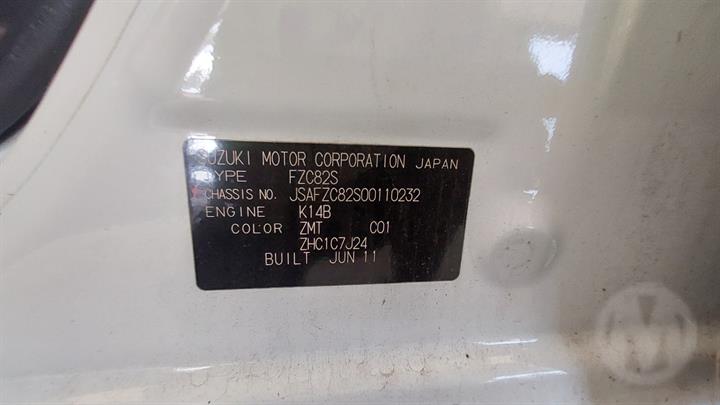 SUZUKI MOTOR CORPORATION JAPAN
TYPE FZC82S
CHASSIS NO. JSAFZC82S00110232
ENGINE K14B
COLOR ZMT C01
ZHC1C7J24
BUILT JUN 11